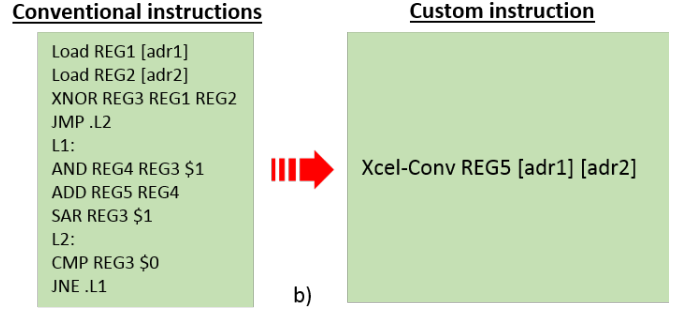 Conventional instructions
Load REG1 [adr1]
Load REG2 [adr2]
XNOR REG3 REG1 REG2
JMP .L2
L1:
AND REG4 REG3 $1
ADD REG5 REG4
SAR REG3 $1
L2:
CMP REG3 $0
JNE .L1
Custom instruction
Xcel-Conv REG5 [adr1] [adr2]
b)